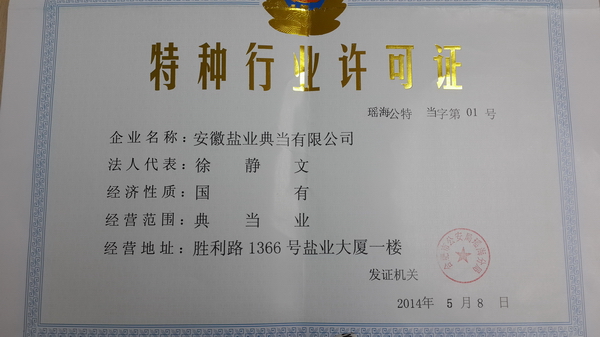 特种行业许可证
瑶海公特 当字第 01 号
企业名称：安徽盐业典当有限公司
法人代表：徐静文
经济性质：国有
经营范围：典当业
经营地址：胜利路1366号盐业大厦一楼
发证机关
2014年 5 月 8 日